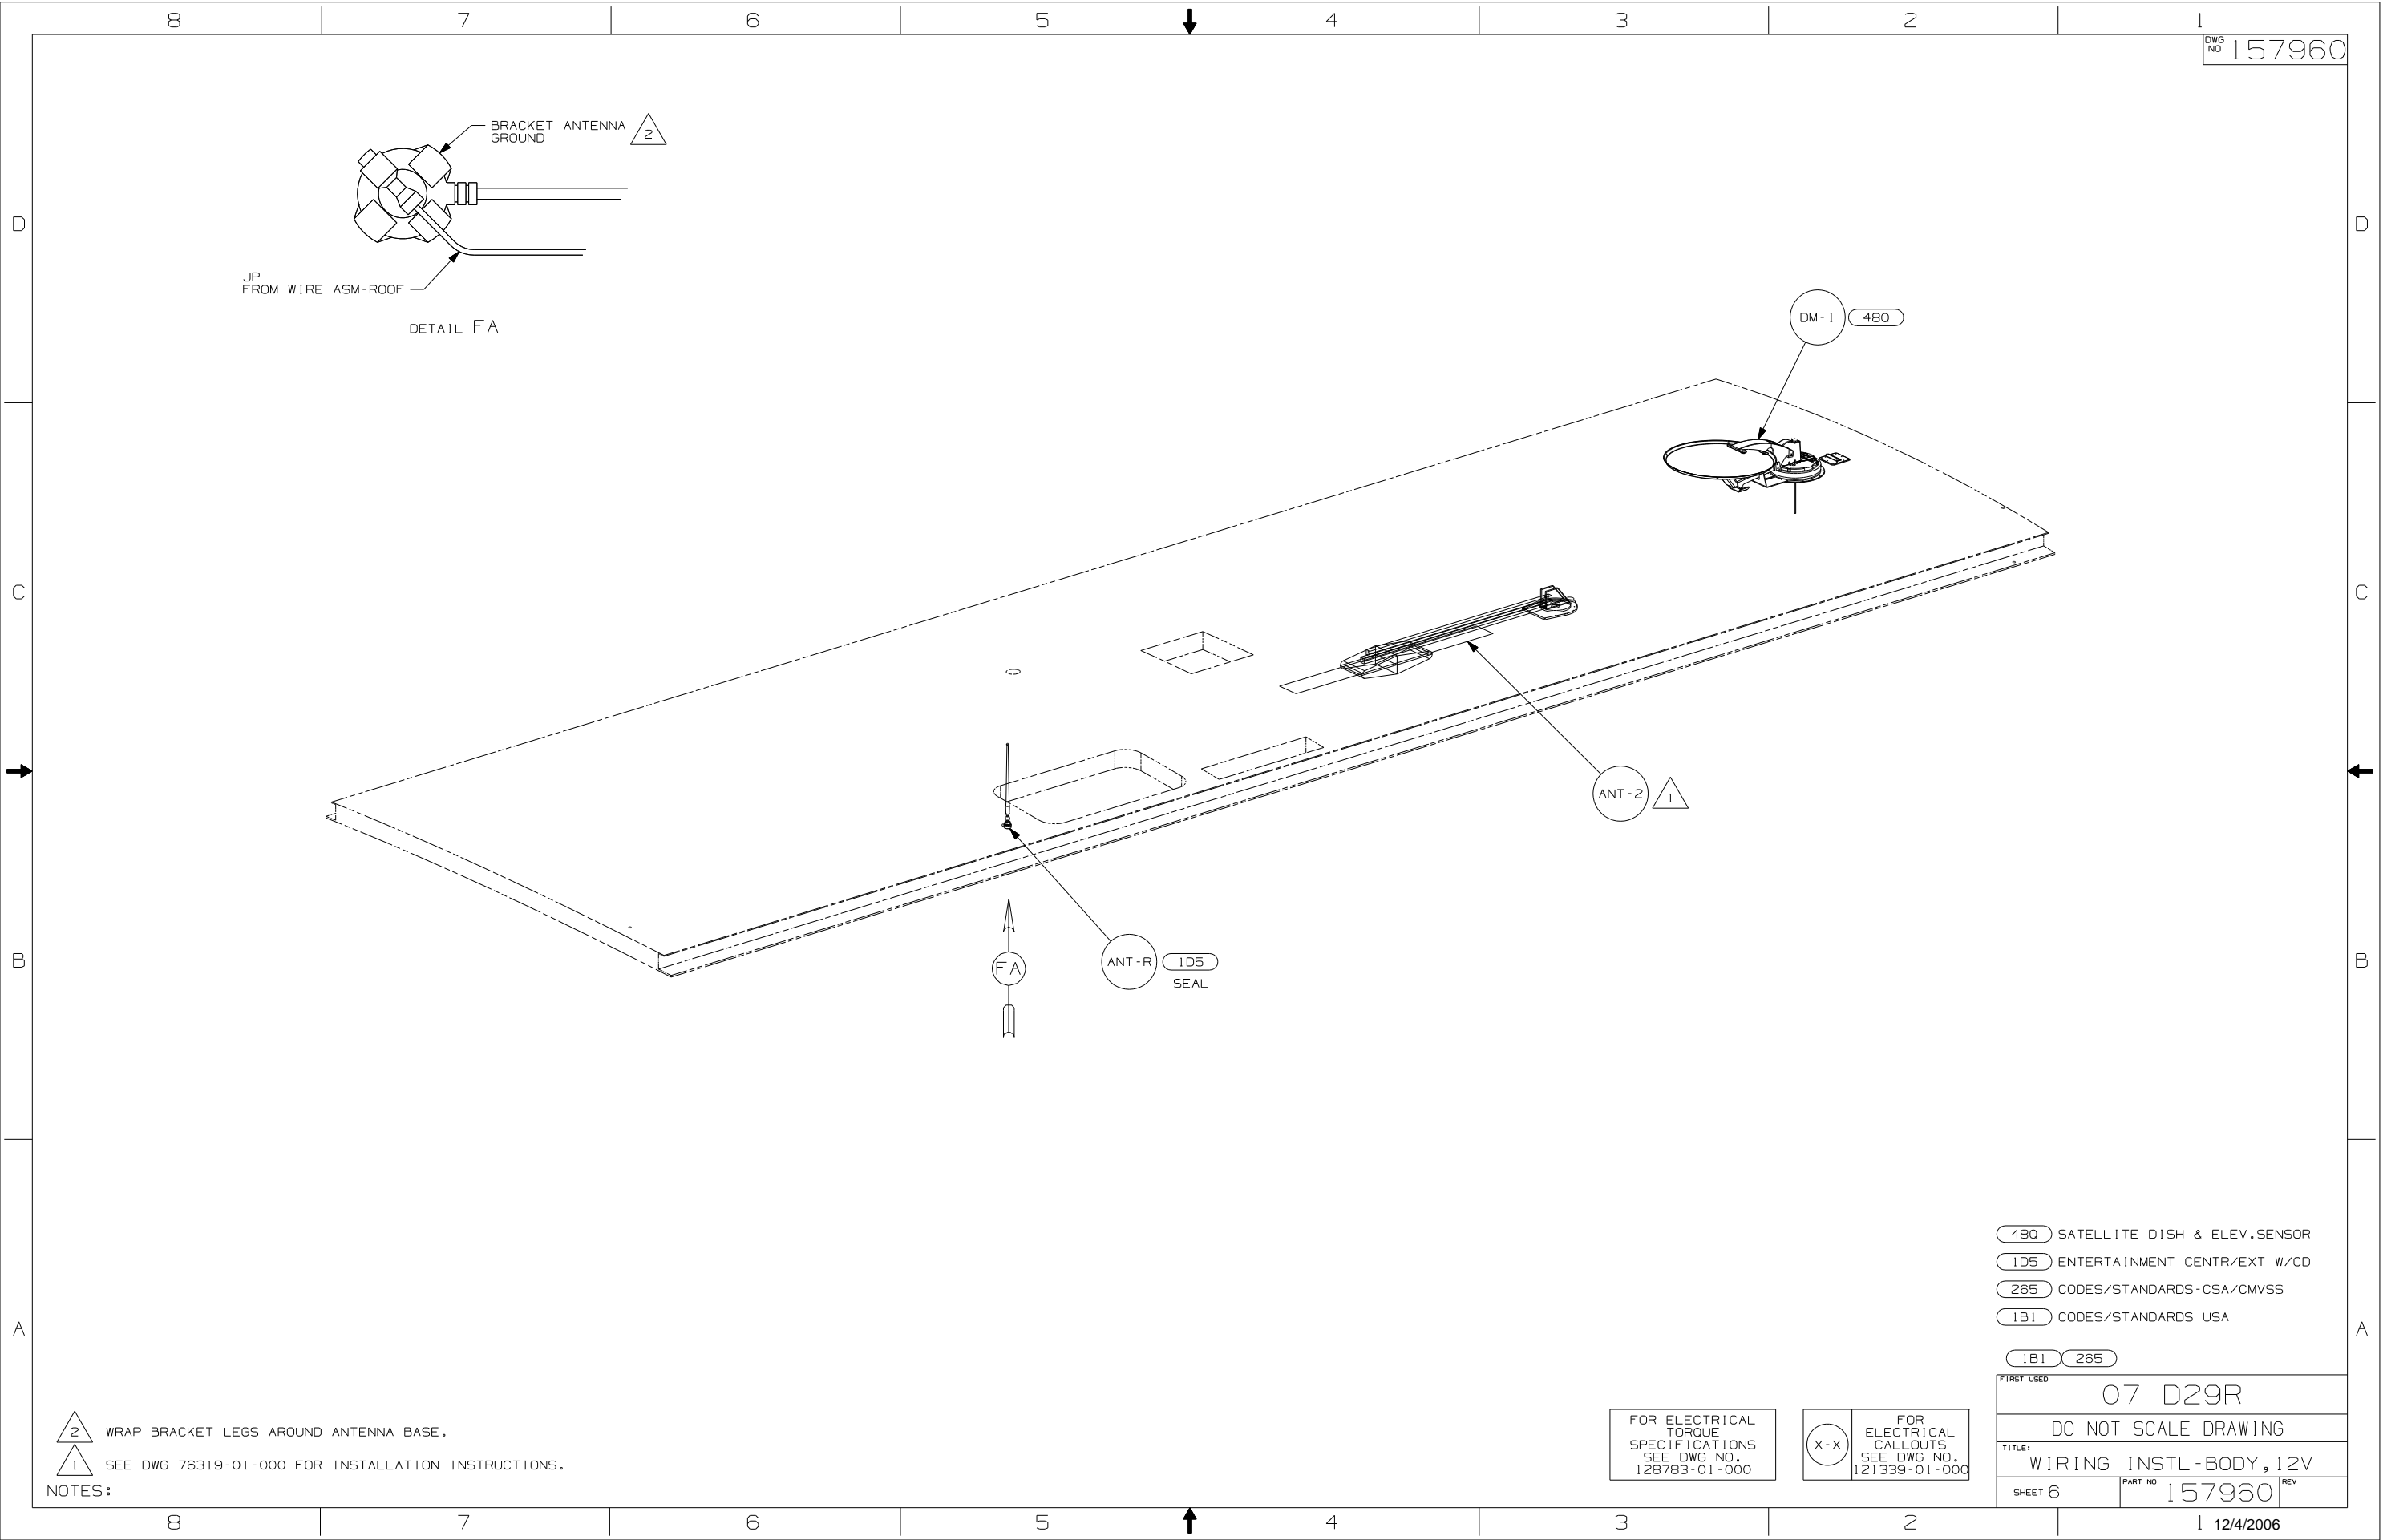 8 7 6 5 4 3 2 1
DWG NO 157960
BRACKET ANTENNA
GROUND
2
JP
FROM WIRE ASM-ROOF
DETAIL FA
D D
DM-1 48Q
C C
ANT-2 1
ANT-R 1D5
SEAL
FA
B B
48Q SATELLITE DISH & ELEV.SENSOR
1D5 ENTERTAINMENT CENTR/EXT W/CD
265 CODES/STANDARDS-CSA/CMVSS
1B1 CODES/STANDARDS USA
A A
1B1 265
FIRST USED
07 D29R
DO NOT SCALE DRAWING
TITLE:
WIRING INSTL-BODY,12V
SHEET 6
PART NO 157960
REV
FOR ELECTRICAL
TORQUE
SPECIFICATIONS
SEE DWG NO.
128783-01-000
X-X
FOR
ELECTRICAL
CALLOUTS
SEE DWG NO.
121339-01-000
2 WRAP BRACKET LEGS AROUND ANTENNA BASE.
1 SEE DWG 76319-01-000 FOR INSTALLATION INSTRUCTIONS.
NOTES:
8 7 6 5 4 3 2 1
12/4/2006